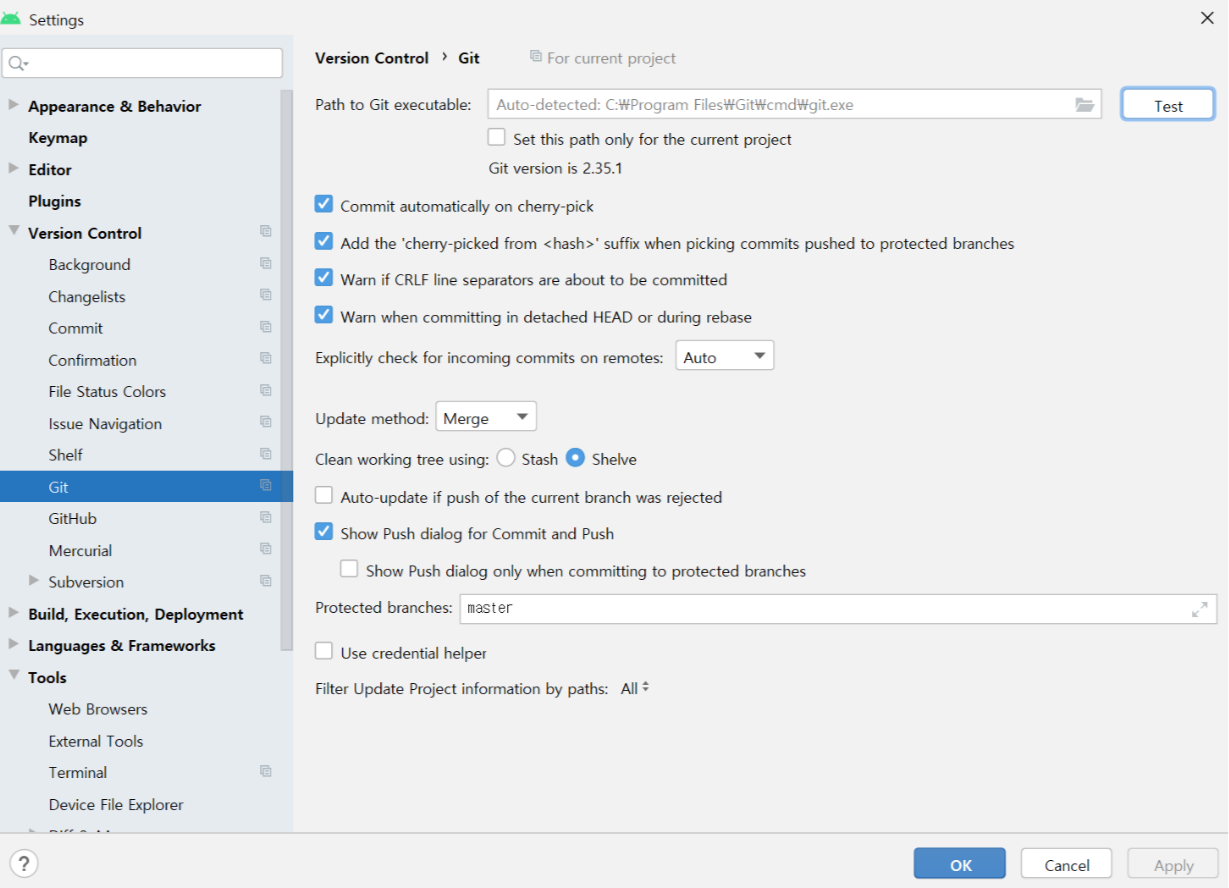 Settings
Appearance & Behavior
Keymap
Editor
Plugins
Version Control
Background
Changelists
Commit
Confirmation
File Status Colors
Issue Navigation
Shelf
Git
GitHub
Mercurial
Subversion
Build, Execution, Deployment
Languages & Frameworks
Tools
Web Browsers
External Tools
Terminal
Device File Explorer
Version Control › Git For current project
Path to Git executable: Auto-detected: C:₩Program Files₩Git₩cmd₩git.exe Test
Set this path only for the current project
Git version is 2.35.1
Commit automatically on cherry-pick
Add the 'cherry-picked from <hash>' suffix when picking commits pushed to protected branches
Warn if CRLF line separators are about to be committed
Warn when committing in detached HEAD or during rebase
Explicitly check for incoming commits on remotes: Auto
Update method: Merge
Clean working tree using: Stash Shelve
Auto-update if push of the current branch was rejected
Show Push dialog for Commit and Push
Show Push dialog only when committing to protected branches
Protected branches: master
Use credential helper
Filter Update Project information by paths: All
? OK Cancel Apply